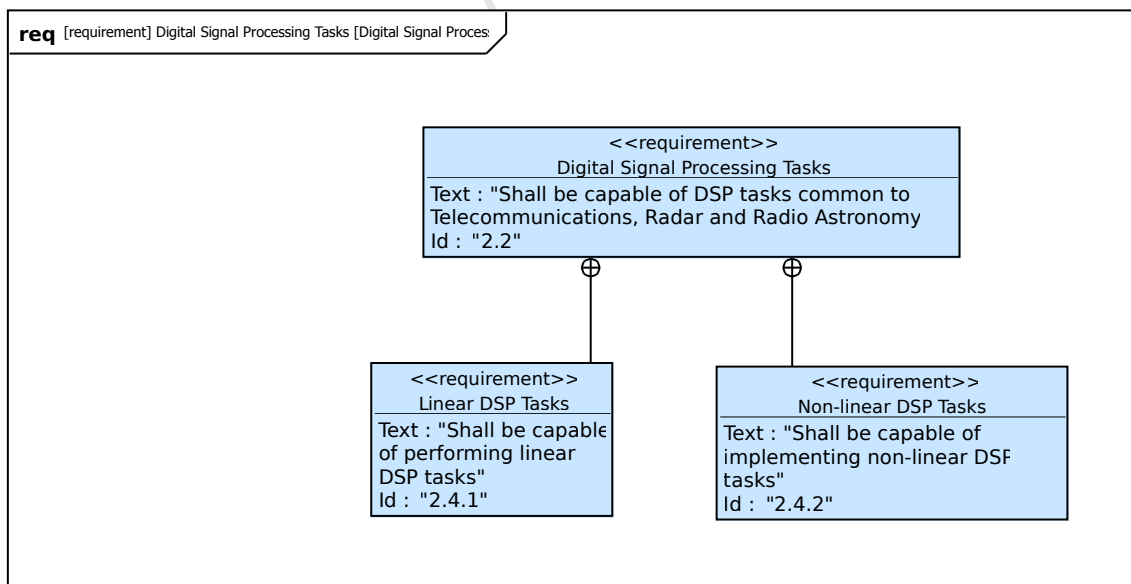 req [requirement] Digital Signal Processing Tasks [Digital Signal Proces
<<requirement>>
Digital Signal Processing Tasks
Text : "Shall be capable of DSP tasks common to
Telecommunications, Radar and Radio Astronomy
Id : "2.2"
<<requirement>>
Linear DSP Tasks
Text : "Shall be capable
of performing linear
DSP tasks"
Id : "2.4.1"
<<requirement>>
Non-linear DSP Tasks
Text : "Shall be capable of
implementing non-linear DSP
tasks"
Id : "2.4.2"